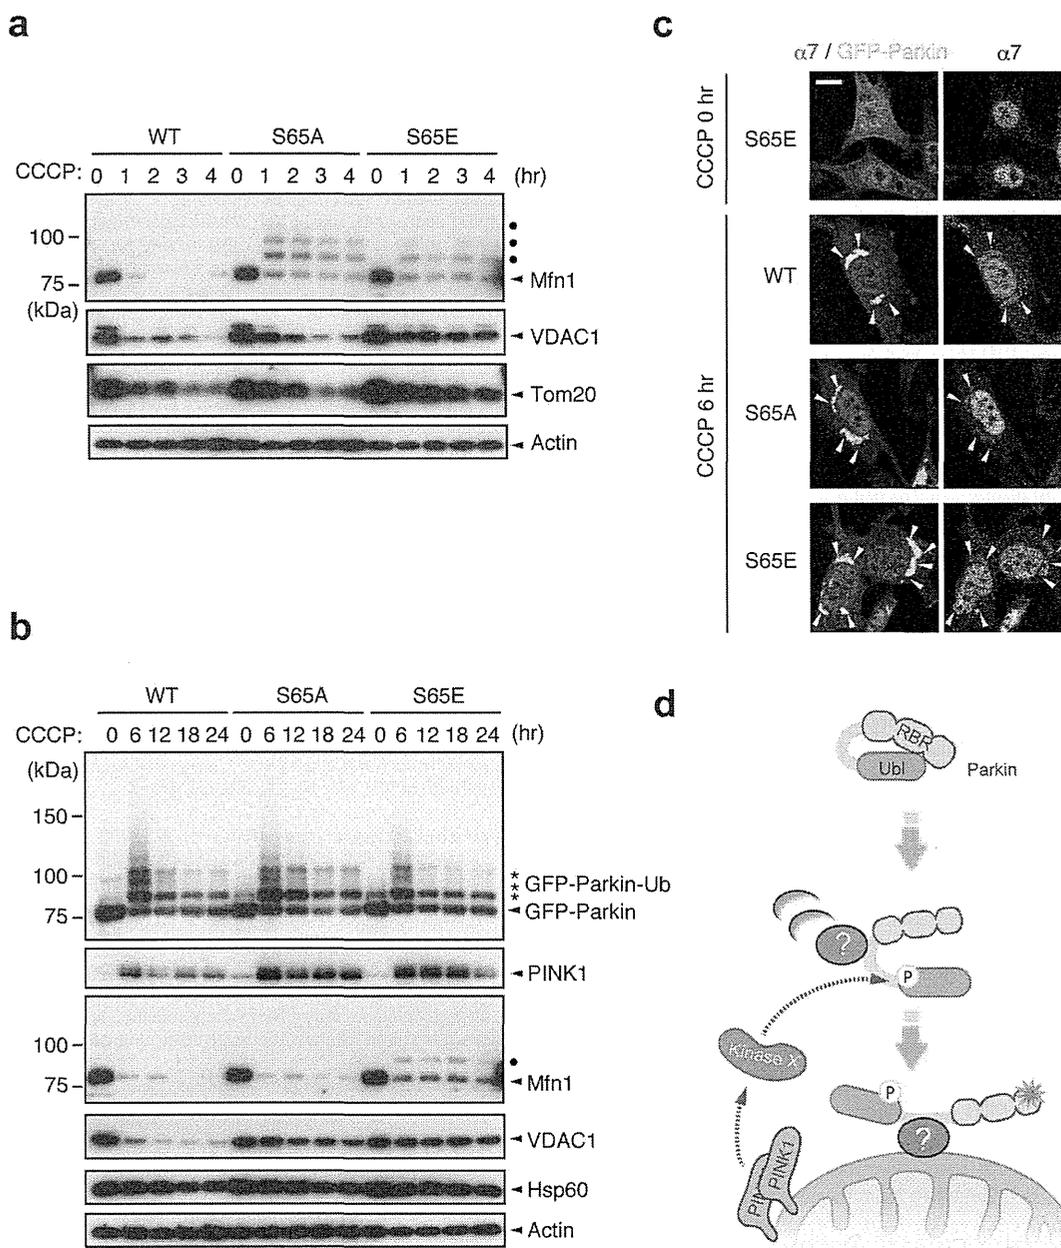 a
WT S65A S65E
CCCP: 0 1 2 3 4 0 1 2 3 4 0 1 2 3 4 (hr)
100
75
(kDa)
Mfn1
VDAC1
Tom20
Actin
b
WT S65A S65E
CCCP: 0 6 12 18 24 0 6 12 18 24 0 6 12 18 24 (hr)
(kDa)
150
100
75
* * *
GFP-Parkin-Ub
GFP-Parkin
PINK1
100
75
Mfn1
VDAC1
Hsp60
Actin
c
α7 / GFP-Parkin α7
CCCP 0 hr
S65E
CCCP 6 hr
WT
S65A
S65E
d
RBR
Ubl
Parkin
?
P
Kinase X
P
?
PINK1
PIN